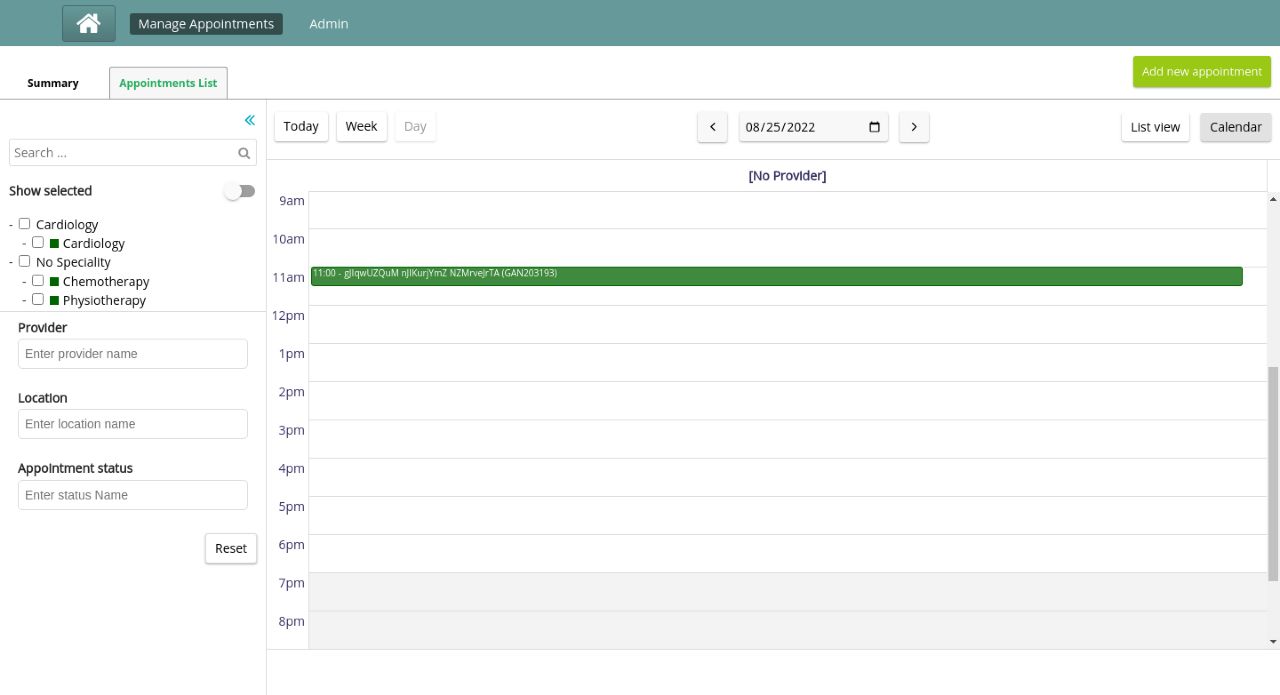 Manage Appointments Admin
Summary Appointments List Add new appointment
Today Week Day 08/25/2022 List view Calendar
Search ...
Show selected
- Cardiology
- Cardiology
- No Speciality
- Chemotherapy
- Physiotherapy
Provider
Enter provider name
Location
Enter location name
Appointment status
Enter status Name
Reset
[No Provider]
9am
10am
11am
11:00 - gJIqwUZQuM nJIKurjYmZ NZMrveJrTA (GAN203193)
12pm
1pm
2pm
3pm
4pm
5pm
6pm
7pm
8pm